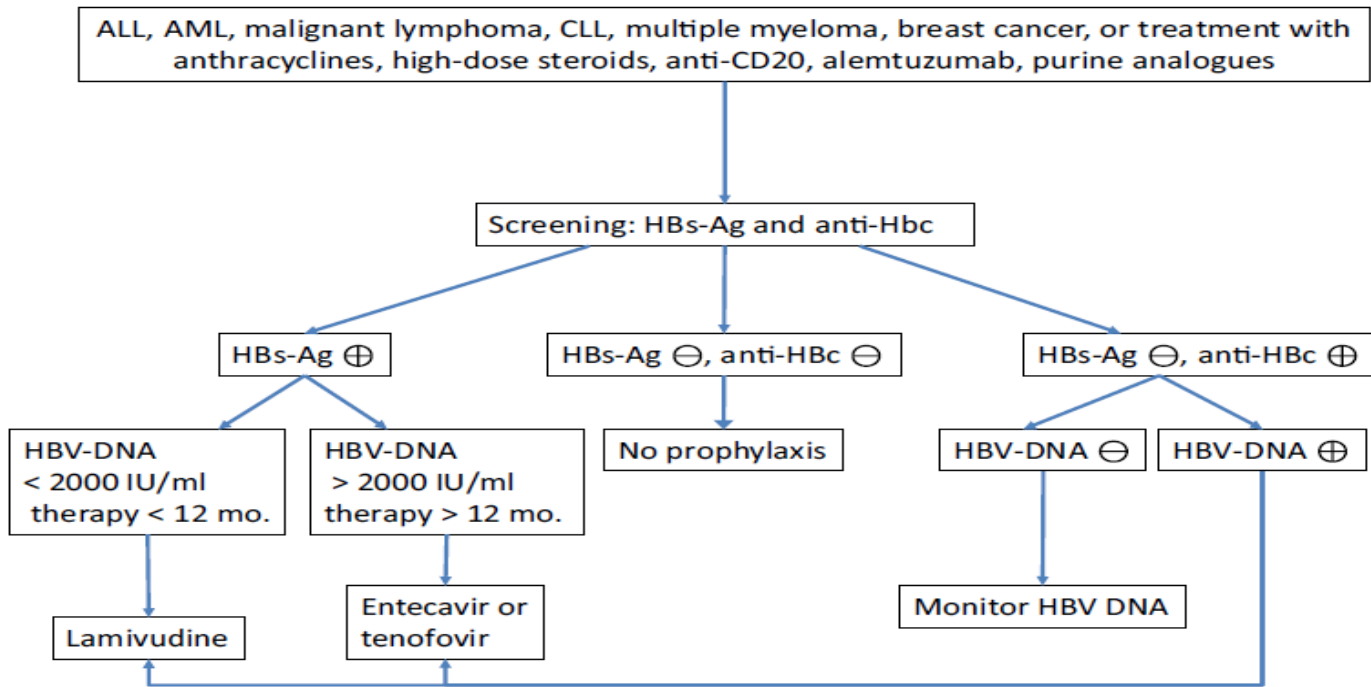 ALL, AML, malignant lymphoma, CLL, multiple myeloma, breast cancer, or treatment with
anthracyclines, high-dose steroids, anti-CD20, alemtuzumab, purine analogues
Screening: HBs-Ag and anti-Hbc
HBs-Ag ⊕
HBs-Ag ⊖, anti-HBc ⊖
HBs-Ag ⊖, anti-HBc ⊕
HBV-DNA
< 2000 IU/ml
therapy < 12 mo.
HBV-DNA
> 2000 IU/ml
therapy > 12 mo.
No prophylaxis
HBV-DNA ⊖
HBV-DNA ⊕
Lamivudine
Entecavir or
tenofovir
Monitor HBV DNA